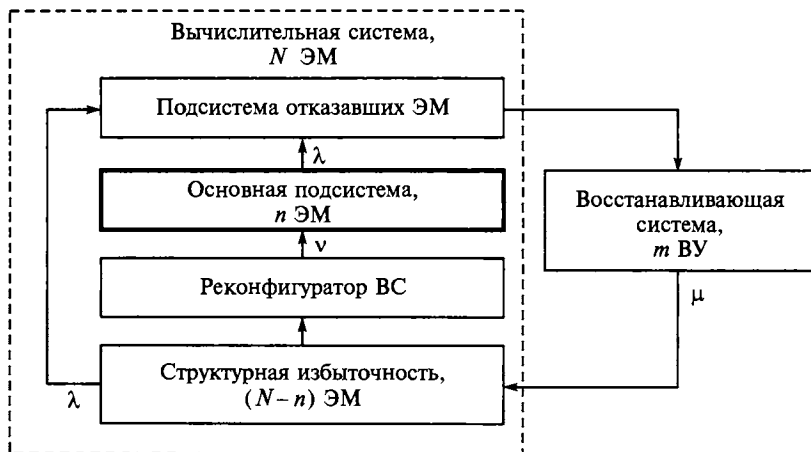 Вычислительная система,
N ЭМ
Подсистема отказавших ЭМ
λ
Основная подсистема,
n ЭМ
ν
Реконфигуратор ВС
Структурная избыточность,
(N−n) ЭМ
λ
Восстанавливающая
система,
m ВУ
μ